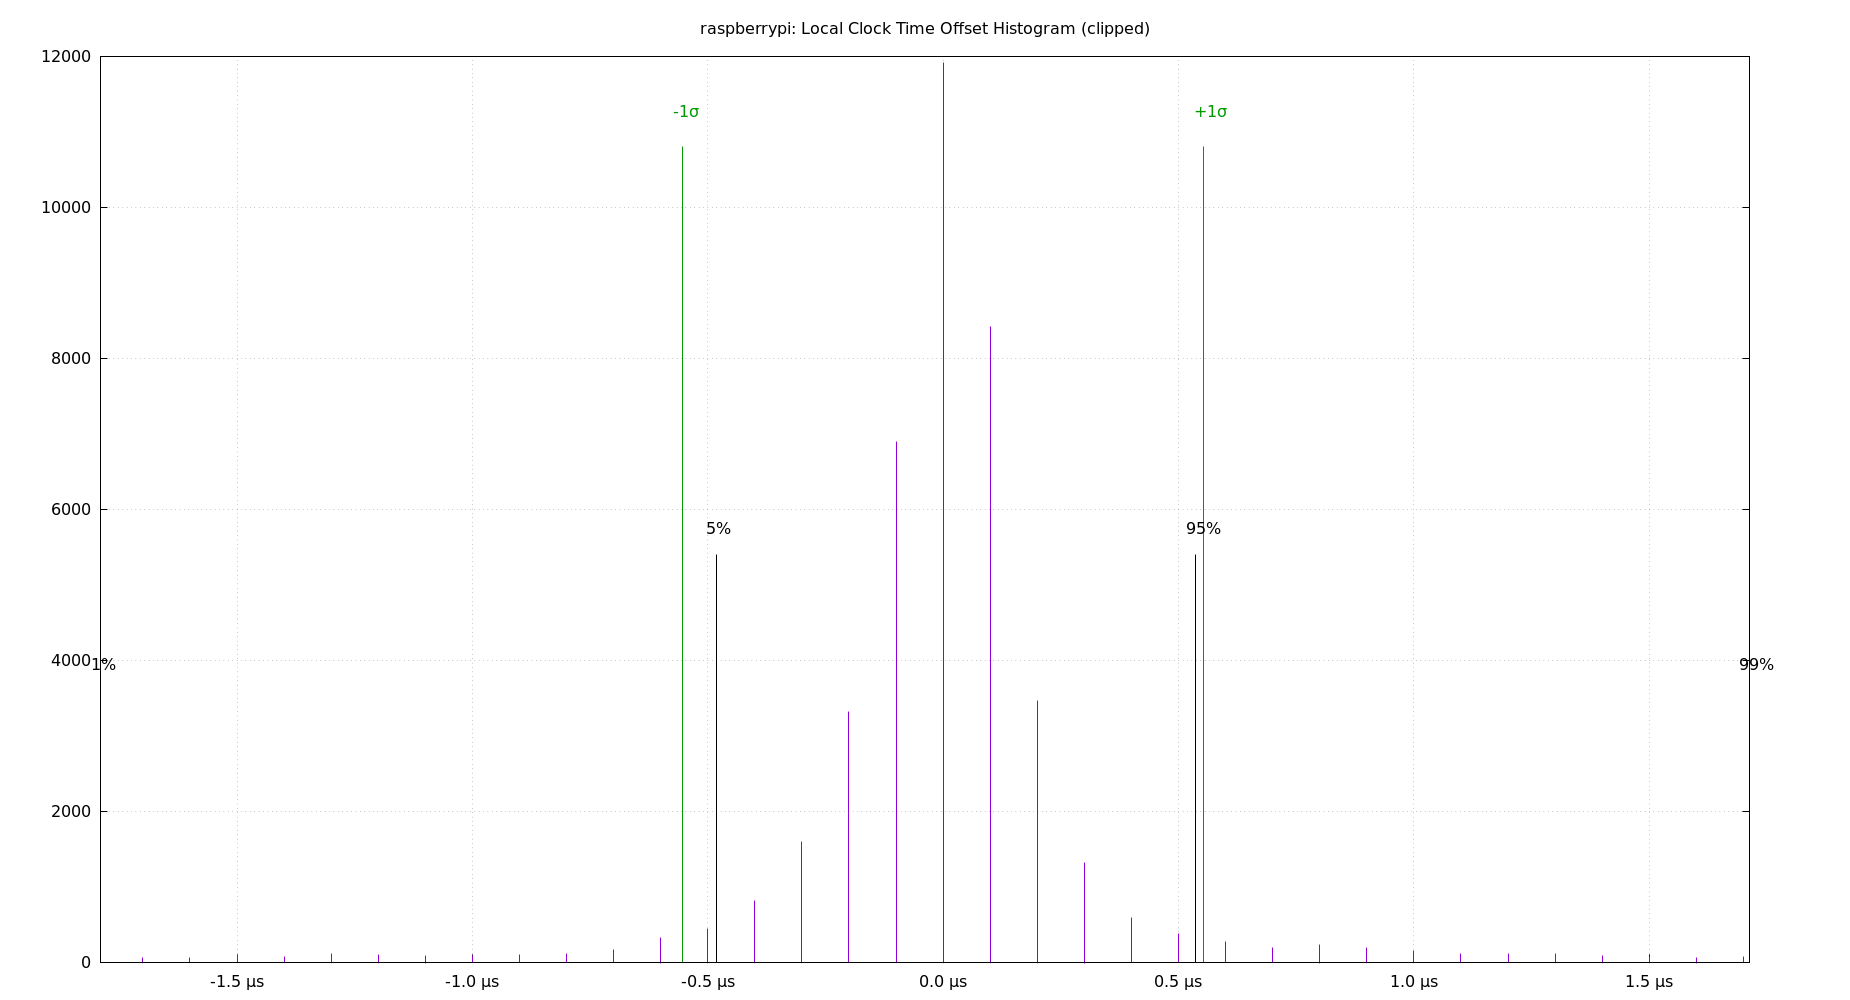 raspberrypi: Local Clock Time Offset Histogram (clipped)
12000
-1σ
+1σ
10000
8000
6000
5%
95%
4000
1%
99%
2000
0
-1.5 µs
-1.0 µs
-0.5 µs
0.0 µs
0.5 µs
1.0 µs
1.5 µs